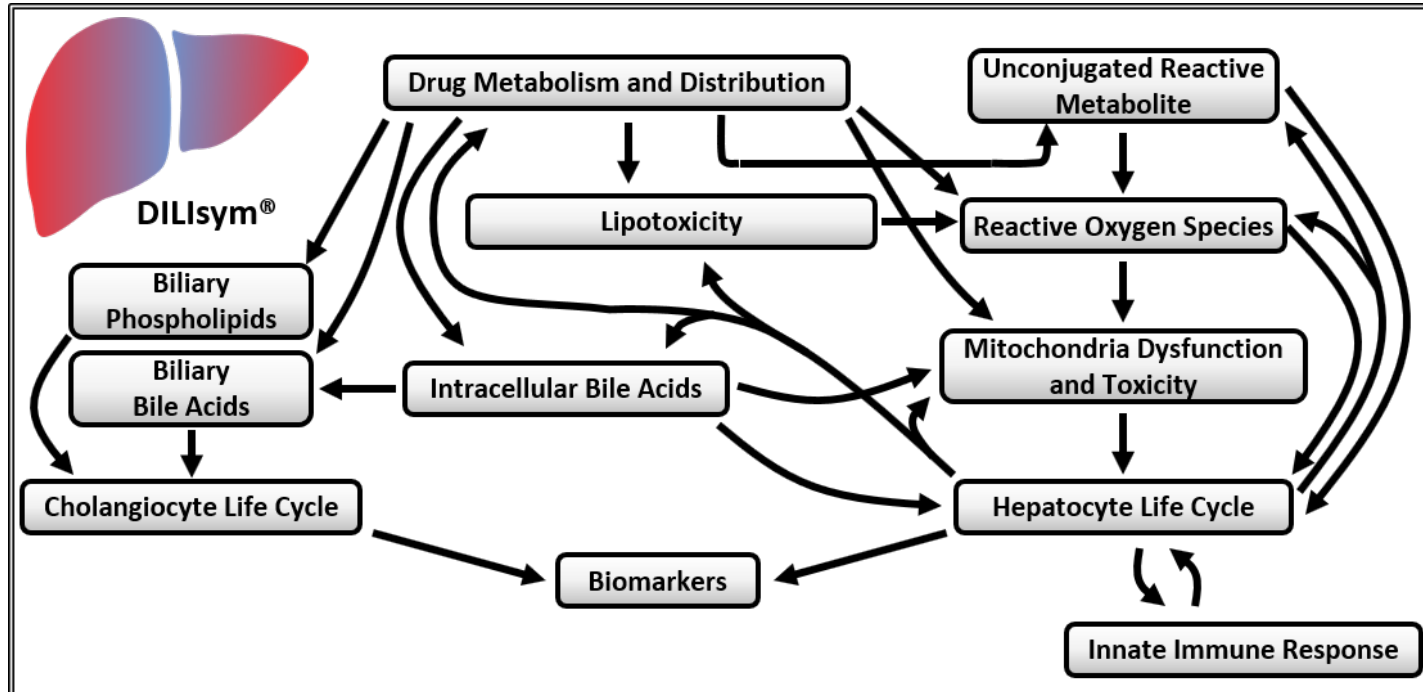 Drug Metabolism and Distribution
Unconjugated Reactive
Metabolite
DILIsym®
Lipotoxicity
Reactive Oxygen Species
Biliary
Phospholipids
Biliary
Bile Acids
Intracellular Bile Acids
Mitochondria Dysfunction
and Toxicity
Cholangiocyte Life Cycle
Hepatocyte Life Cycle
Biomarkers
Innate Immune Response